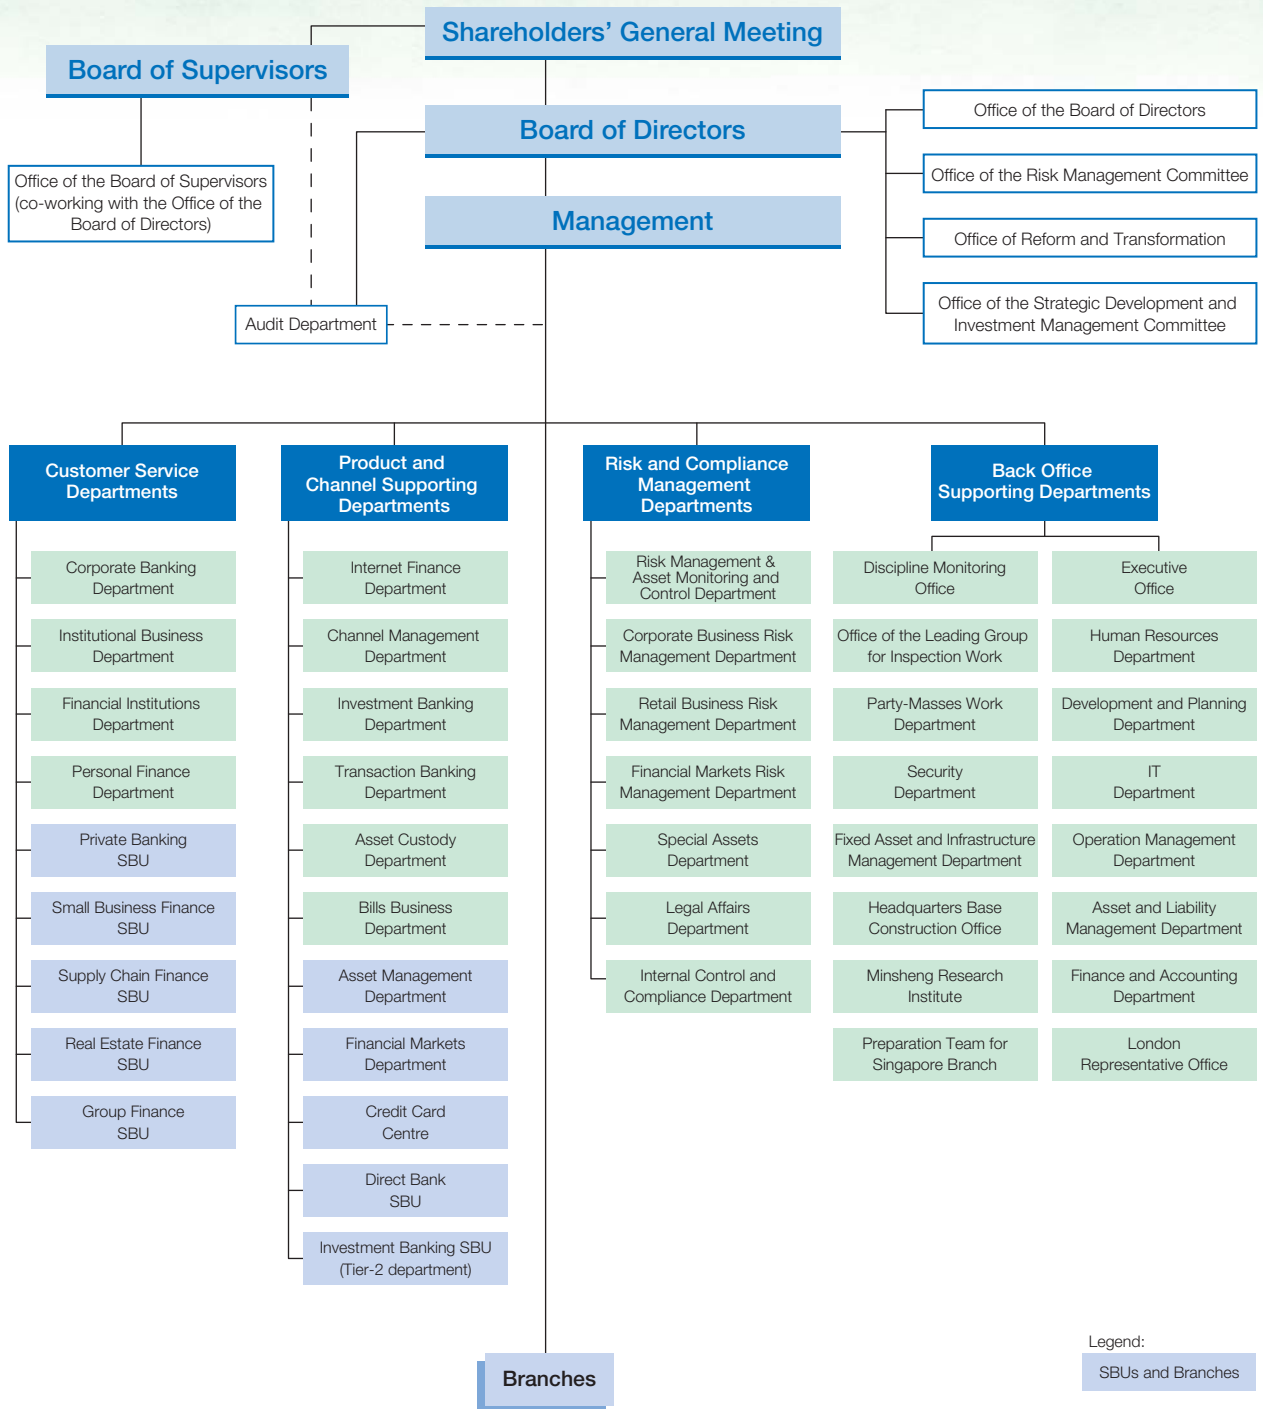 Shareholders’ General Meeting
Board of Supervisors
Board of Directors
Office of the Board of Directors
Office of the Board of Supervisors
(co-working with the Office of the
Board of Directors)
Office of the Risk Management Committee
Management
Office of Reform and Transformation
Office of the Strategic Development and
Investment Management Committee
Audit Department
Customer Service
Departments
Corporate Banking
Department
Institutional Business
Department
Financial Institutions
Department
Personal Finance
Department
Private Banking
SBU
Small Business Finance
SBU
Supply Chain Finance
SBU
Real Estate Finance
SBU
Group Finance
SBU
Product and
Channel Supporting
Departments
Internet Finance
Department
Channel Management
Department
Investment Banking
Department
Transaction Banking
Department
Asset Custody
Department
Bills Business
Department
Asset Management
Department
Financial Markets
Department
Credit Card
Centre
Direct Bank
SBU
Investment Banking SBU
(Tier-2 department)
Risk and Compliance
Management
Departments
Risk Management &
Asset Monitoring and
Control Department
Corporate Business Risk
Management Department
Retail Business Risk
Management Department
Financial Markets Risk
Management Department
Special Assets
Department
Legal Affairs
Department
Internal Control and
Compliance Department
Back Office
Supporting Departments
Discipline Monitoring
Office
Office of the Leading Group
for Inspection Work
Party-Masses Work
Department
Security
Department
Fixed Asset and Infrastructure
Management Department
Headquarters Base
Construction Office
Minsheng Research
Institute
Preparation Team for
Singapore Branch
Executive
Office
Human Resources
Department
Development and Planning
Department
IT
Department
Operation Management
Department
Asset and Liability
Management Department
Finance and Accounting
Department
London
Representative Office
Branches
Legend:
SBUs and Branches